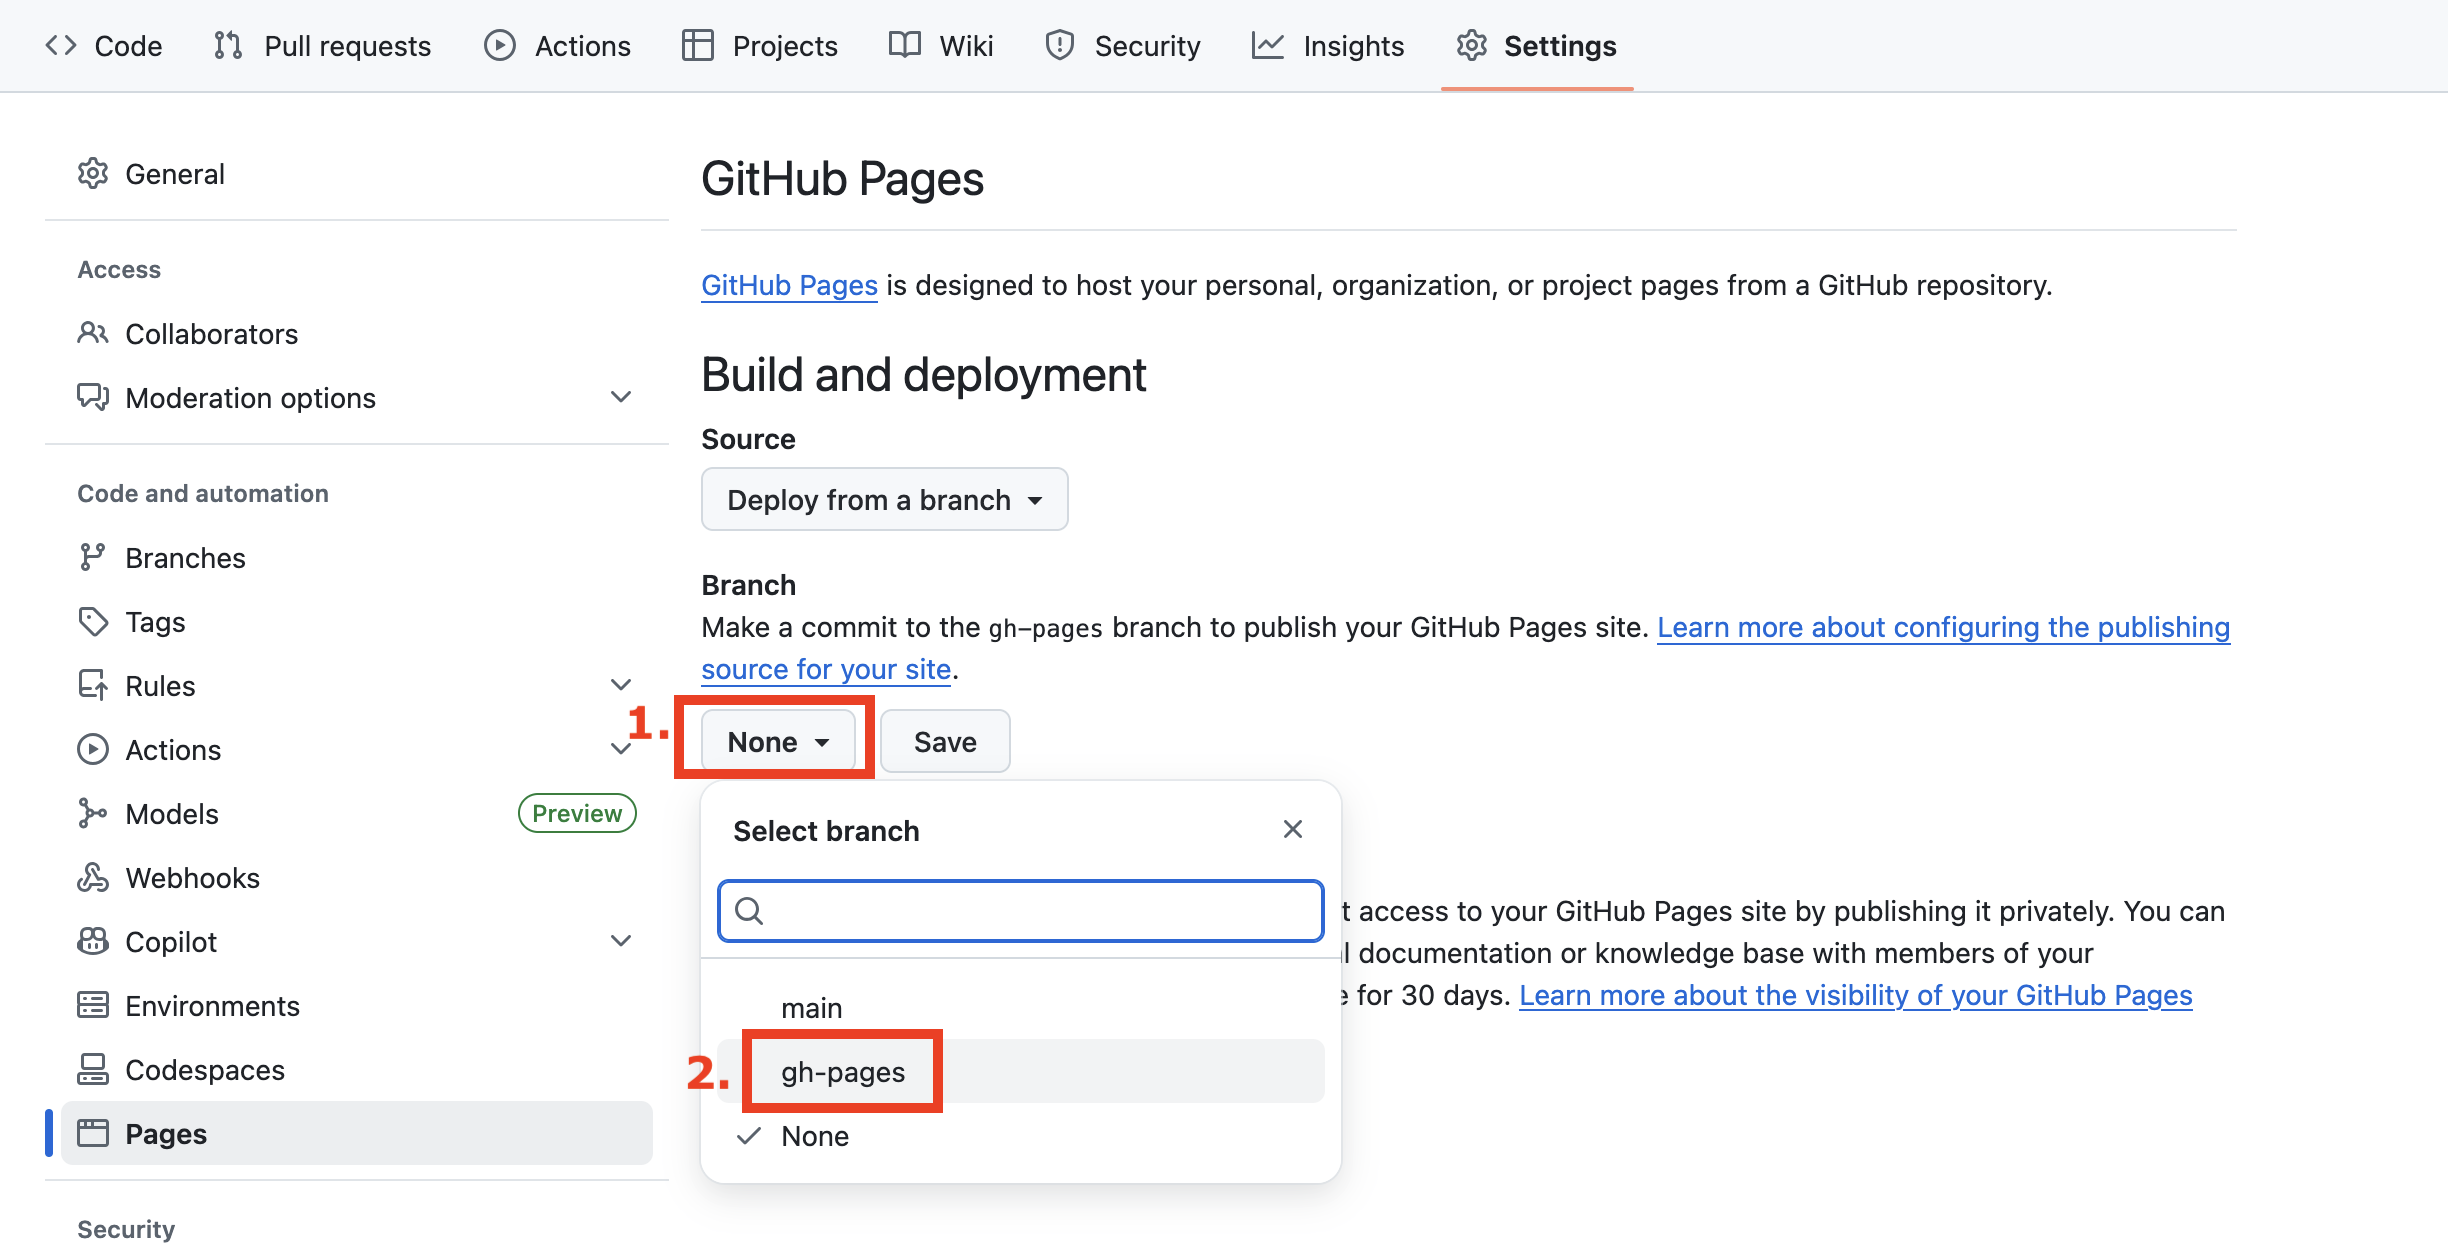 Code Pull requests Actions Projects Wiki Security Insights Settings
General
Access
Collaborators
Moderation options
Code and automation
Branches
Tags
Rules
Actions
Models Preview
Webhooks
Copilot
Environments
Codespaces
Pages
Security
GitHub Pages
GitHub Pages is designed to host your personal, organization, or project pages from a GitHub repository.
Build and deployment
Source
Deploy from a branch
Branch
Make a commit to the gh-pages branch to publish your GitHub Pages site. Learn more about configuring the publishing
source for your site.
1. None Save
Select branch
main
2. gh-pages
None
t access to your GitHub Pages site by publishing it privately. You can
documentation or knowledge base with members of your
for 30 days. Learn more about the visibility of your GitHub Pages